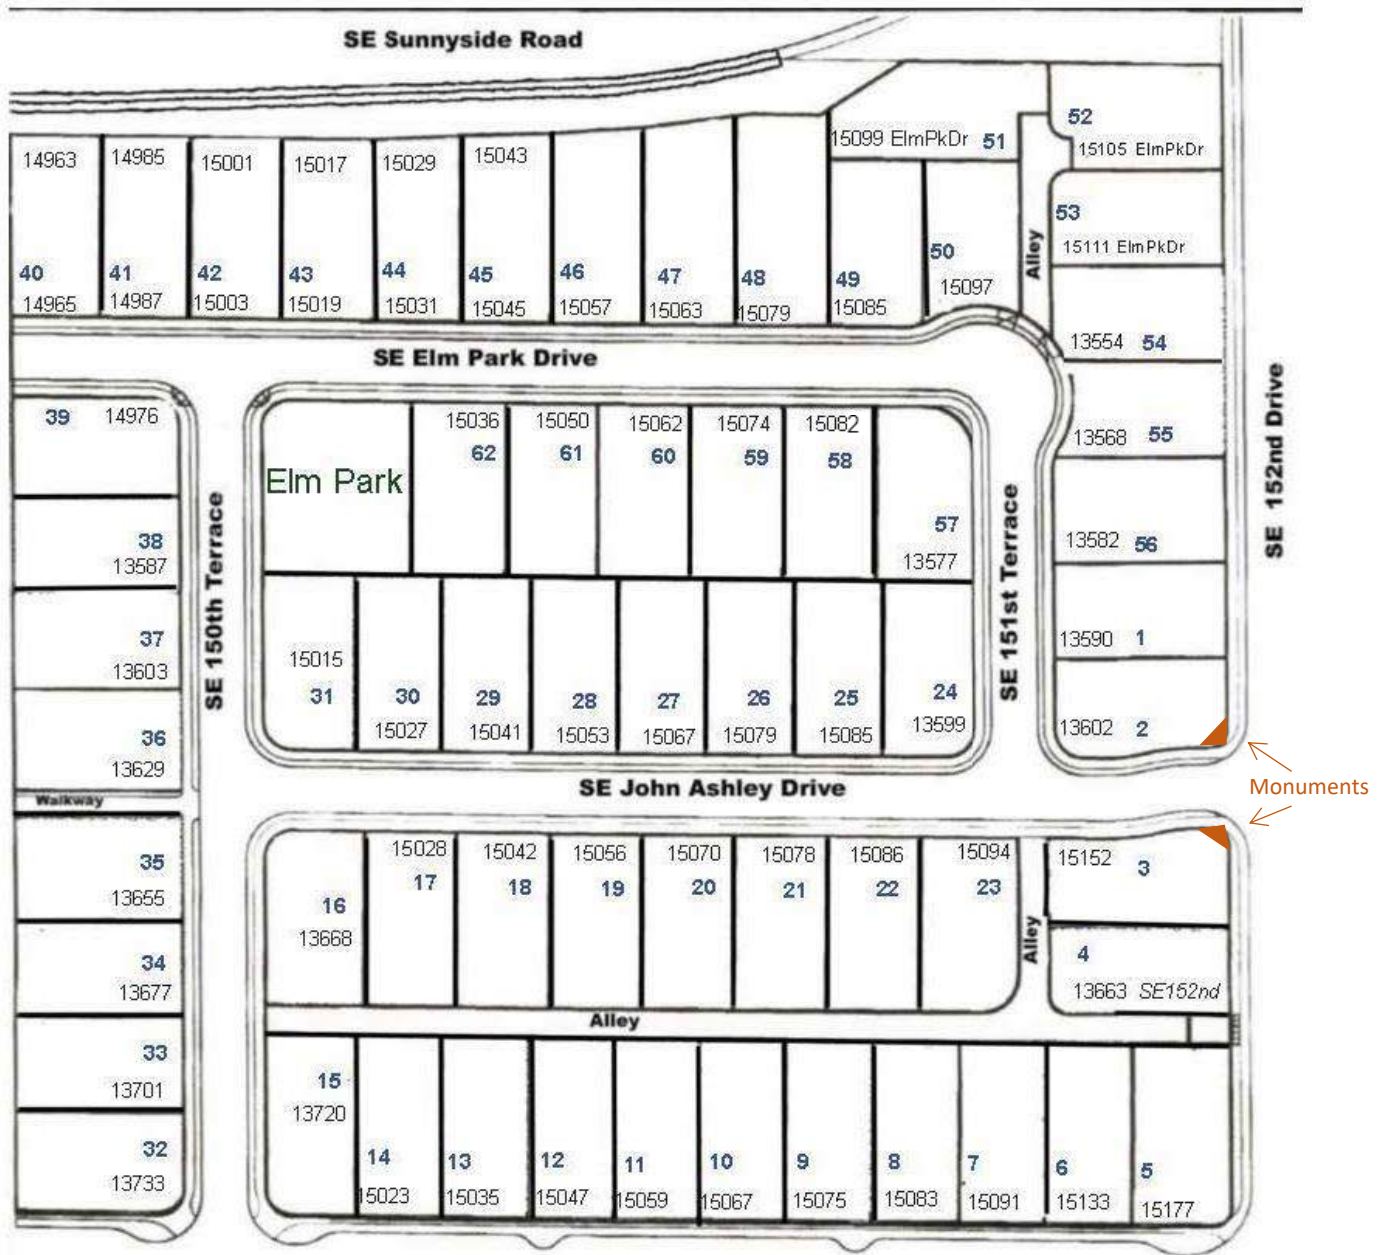 SE Sunnyside Road
14963 14985 15001 15017 15029 15043
15099 ElmPkDr 51
52
15105 ElmPkDr
53
15111 ElmPkDr
Alley
40 41 42 43 44 45 46 47 48 49 50
14965 14987 15003 15019 15031 15045 15057 15063 15079 15085 15097
13554 54
SE Elm Park Drive
SE 152nd Drive
39 14976
15036 15050 15062 15074 15082
62 61 60 59 58
13568 55
Elm Park
57
13577
38
13587
13582 56
SE 150th Terrace
SE 151st Terrace
37
13603
13590 1
15015
31
30 29 28 27 26 25 24
15027 15041 15053 15067 15079 15085 13599
36
13629
13602 2
Walkway
SE John Ashley Drive
Monuments
35
13655
15028 15042 15056 15070 15078 15086 15094
17 18 19 20 21 22 23
15152 3
16
13668
Alley
4
13663 SE152nd
34
13677
Alley
33
13701
15
13720
32
13733
14 13 12 11 10 9 8 7 6 5
15023 15035 15047 15059 15067 15075 15083 15091 15133 15177